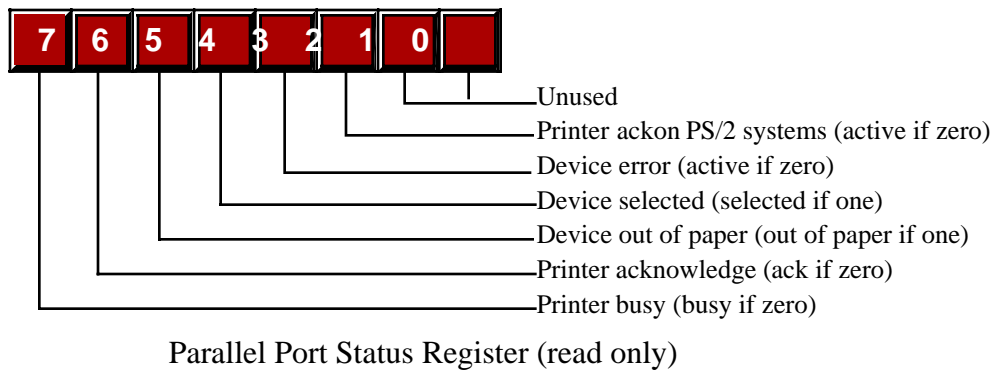 7 6 5 4 3 2 1 0
Unused
Printer ackon PS/2 systems (active if zero)
Device error (active if zero)
Device selected (selected if one)
Device out of paper (out of paper if one)
Printer acknowledge (ack if zero)
Printer busy (busy if zero)
Parallel Port Status Register (read only)